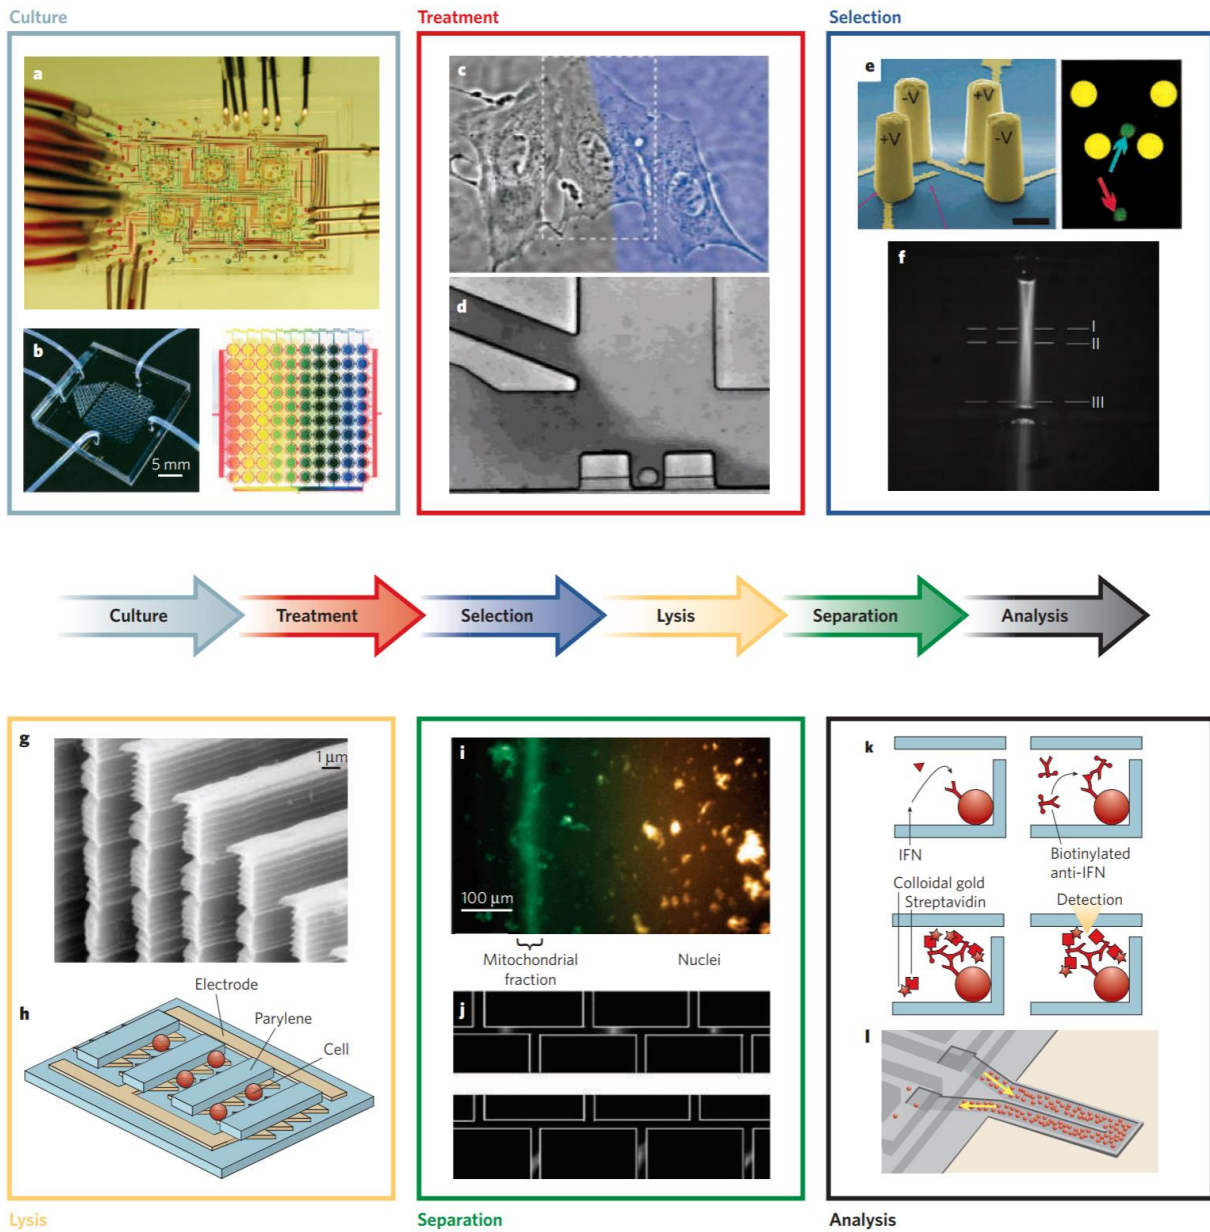 Culture
Treatment
Selection
a
b
5 mm
c
d
e
-V
+V
+V
-V
f
I
II
III
Culture
Treatment
Selection
Lysis
Separation
Analysis
g
1 μm
h
Electrode
Parylene
Cell
i
100 μm
Mitochondrial
fraction
Nuclei
j
k
IFN
Biotinylated
anti-IFN
Colloidal gold
Streptavidin
Detection
l
Lysis
Separation
Analysis